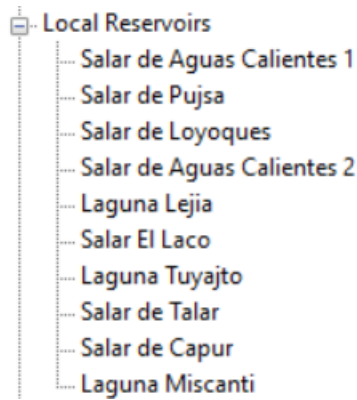 Local Reservoirs
Salar de Aguas Calientes 1
Salar de Pujsa
Salar de Loyoques
Salar de Aguas Calientes 2
Laguna Lejia
Salar El Laco
Laguna Tuyajto
Salar de Talar
Salar de Capur
Laguna Miscanti